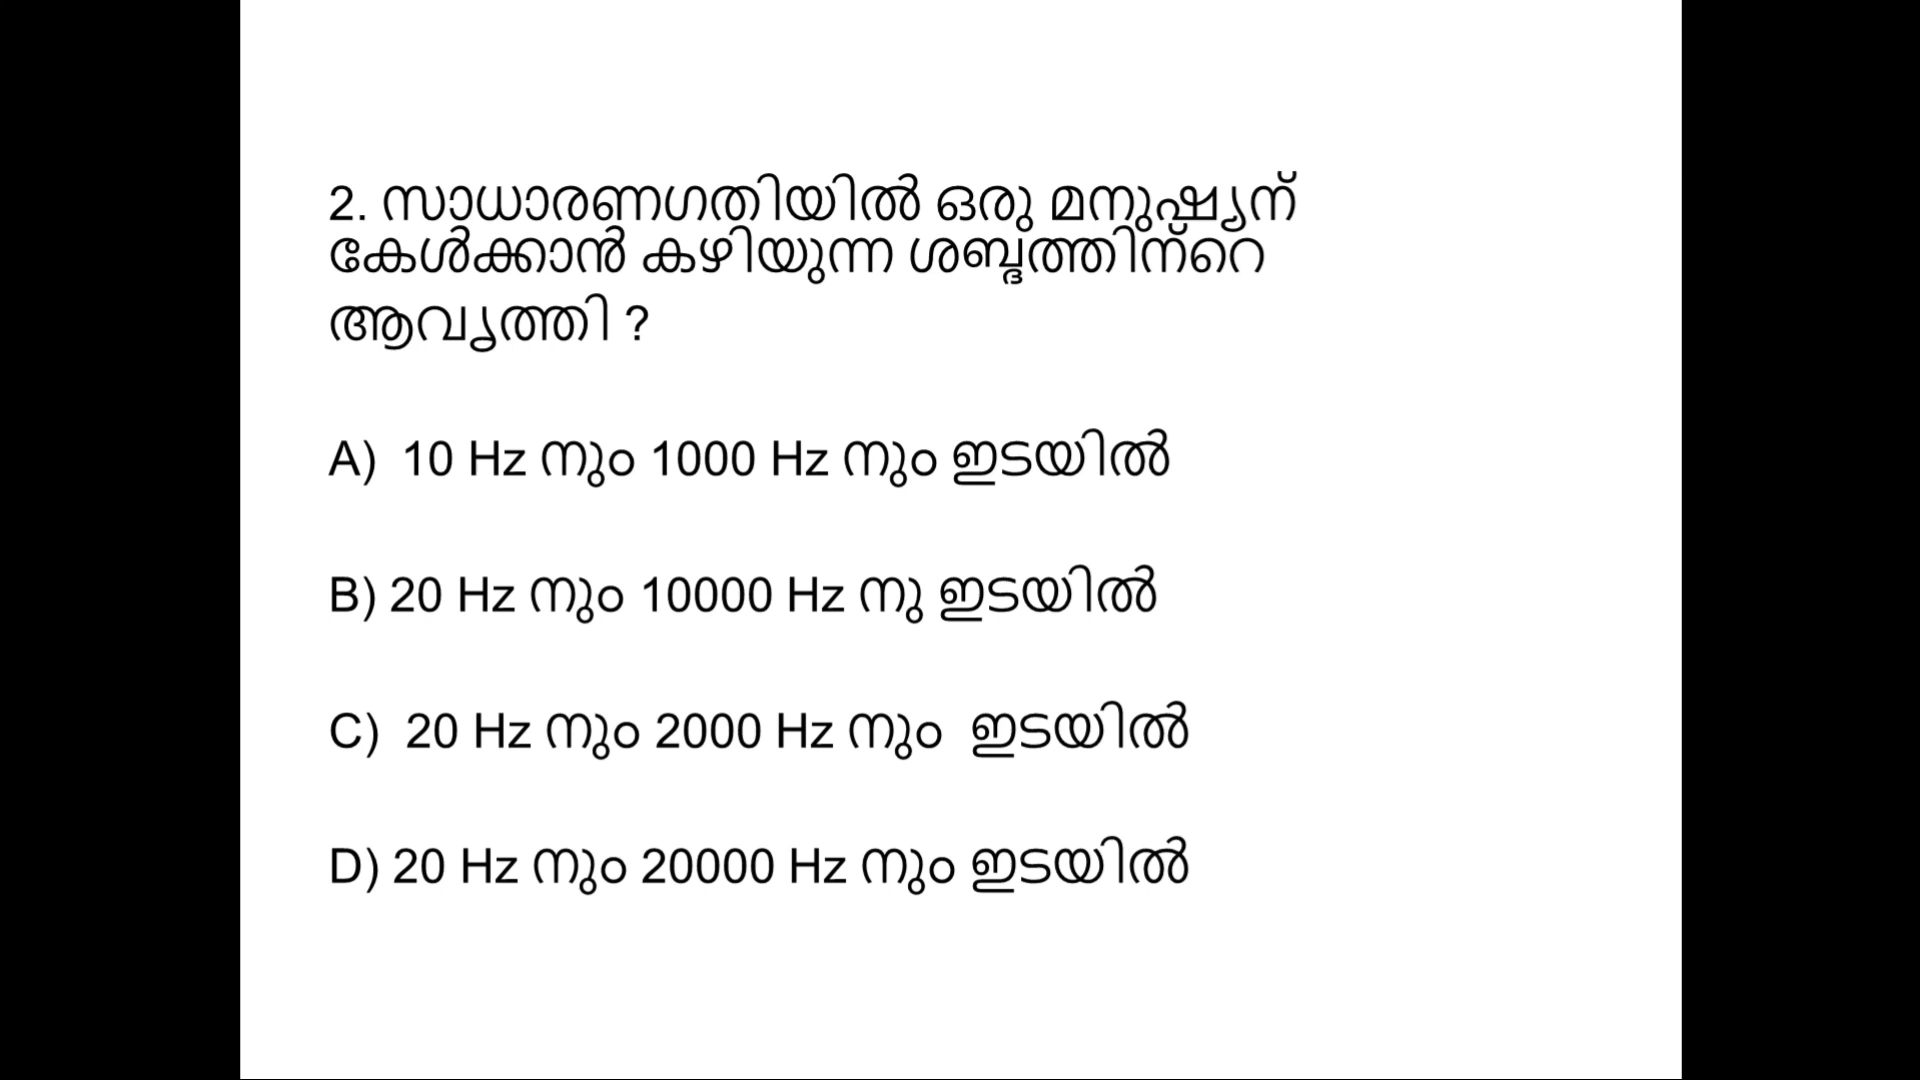 2. സാധാരണഗതിയിൽ ഒരു മനുഷ്യന്
കേൾക്കാൻ കഴിയുന്ന ശബ്ദത്തിന്റെ
ആവൃത്തി ?
A)  10 Hz നും 1000 Hz നും ഇടയിൽ
B) 20 Hz നും 10000 Hz നു ഇടയിൽ
C)  20 Hz നും 2000 Hz നും  ഇടയിൽ
D) 20 Hz നും 20000 Hz നും ഇടയിൽ